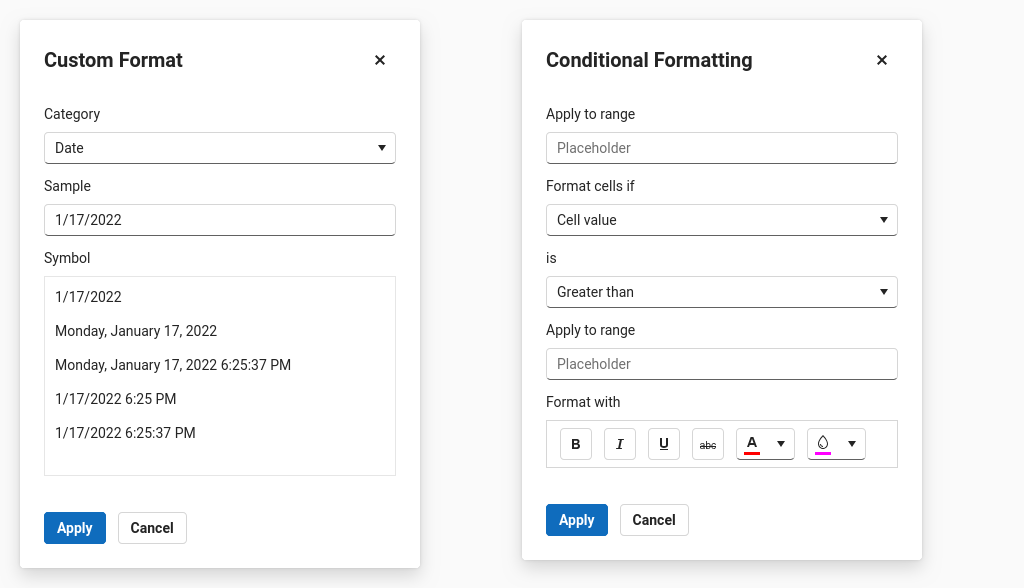 Custom Format
Category
Date
Sample
1/17/2022
Symbol
1/17/2022
Monday, January 17, 2022
Monday, January 17, 2022 6:25:37 PM
1/17/2022 6:25 PM
1/17/2022 6:25:37 PM
Apply Cancel
Conditional Formatting
Apply to range
Placeholder
Format cells if
Cell value
is
Greater than
Apply to range
Placeholder
Format with
B I U abc A
Apply Cancel